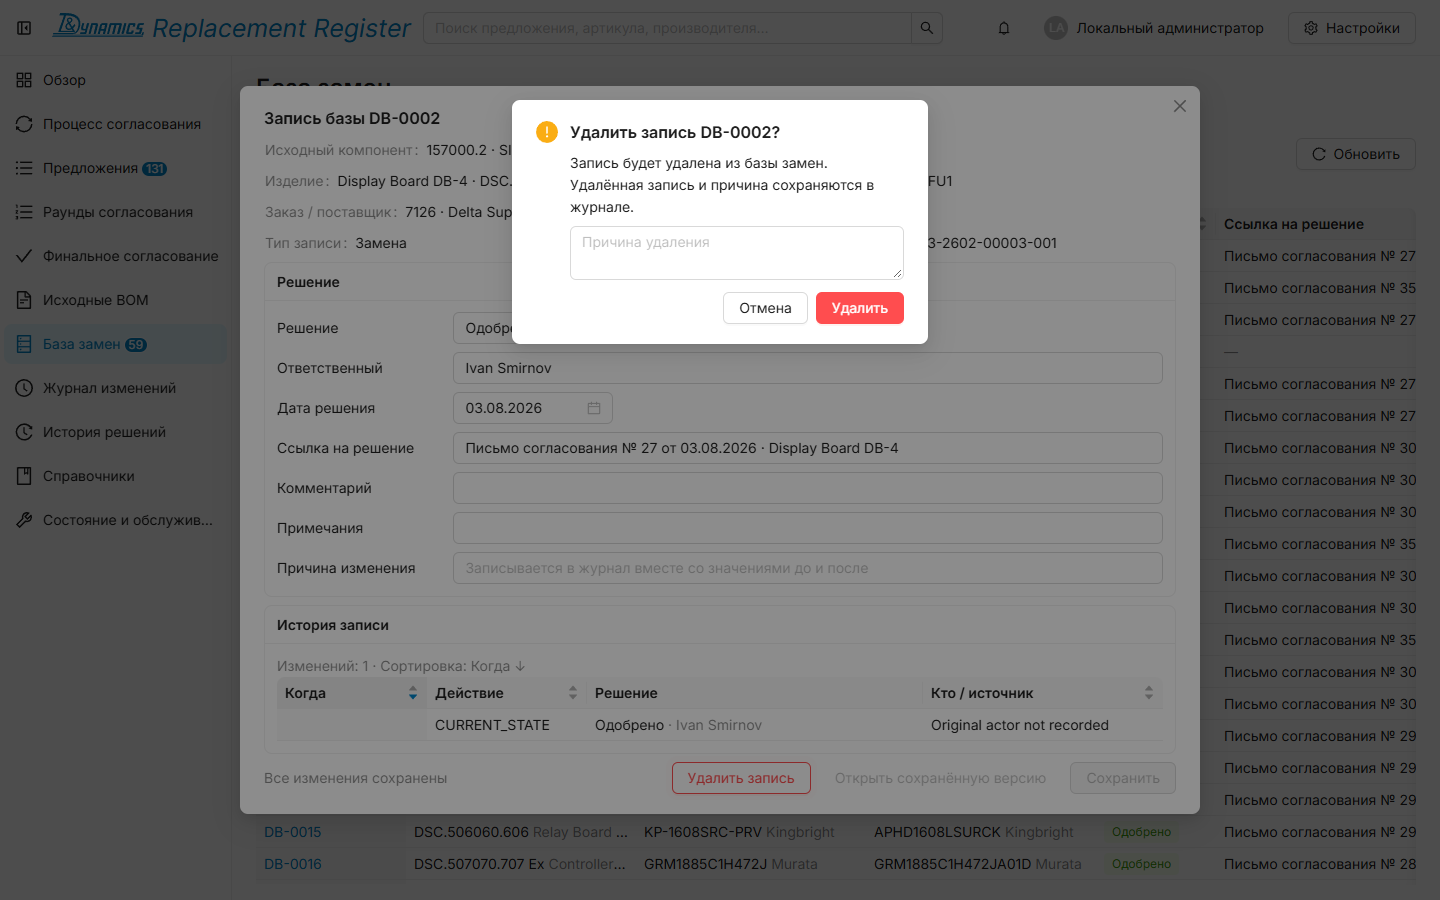 Dynamics Replacement Register
Поиск предложения, артикула, производителя...
LA Локальный администратор
Настройки
Обзор
Процесс согласования
Предложения 131
Раунды согласования
Финальное согласование
Исходные BOM
База замен 59
Журнал изменений
История решений
Справочники
Состояние и обслужив...
Обновить
Запись базы DB-0002
Исходный компонент: 157000.2 ·
Изделие: Display Board DB-4 · DSC.
FU1
Заказ / поставщик: 7126 · Delta Sup
Тип записи: Замена
3-2602-00003-001
Удалить запись DB-0002?
Запись будет удалена из базы замен.
Удалённая запись и причина сохраняются в
журнале.
Причина удаления
Отмена
Удалить
Решение
Решение Одобре
Ответственный Ivan Smirnov
Дата решения 03.08.2026
Ссылка на решение Письмо согласования № 27 от 03.08.2026 · Display Board DB-4
Комментарий
Примечания
Причина изменения Записывается в журнал вместе со значениями до и после
История записи
Изменений: 1 · Сортировка: Когда ↓
Когда Действие Решение Кто / источник
CURRENT_STATE Одобрено · Ivan Smirnov Original actor not recorded
Все изменения сохранены
Удалить запись
Открыть сохранённую версию
Сохранить
Ссылка на решение
Письмо согласования № 27
Письмо согласования № 35
Письмо согласования № 27
—
Письмо согласования № 27
Письмо согласования № 27
Письмо согласования № 30
Письмо согласования № 30
Письмо согласования № 30
Письмо согласования № 35
Письмо согласования № 30
Письмо согласования № 30
Письмо согласования № 35
Письмо согласования № 30
Письмо согласования № 30
Письмо согласования № 29
Письмо согласования № 29
Письмо согласования № 29
DB-0015 DSC.506060.606 Relay Board ... KP-1608SRC-PRV Kingbright APHD1608LSURCK Kingbright Одобрено Письмо согласования № 29
DB-0016 DSC.507070.707 Ex Controller... GRM1885C1H472J Murata GRM1885C1H472JA01D Murata Одобрено Письмо согласования № 28